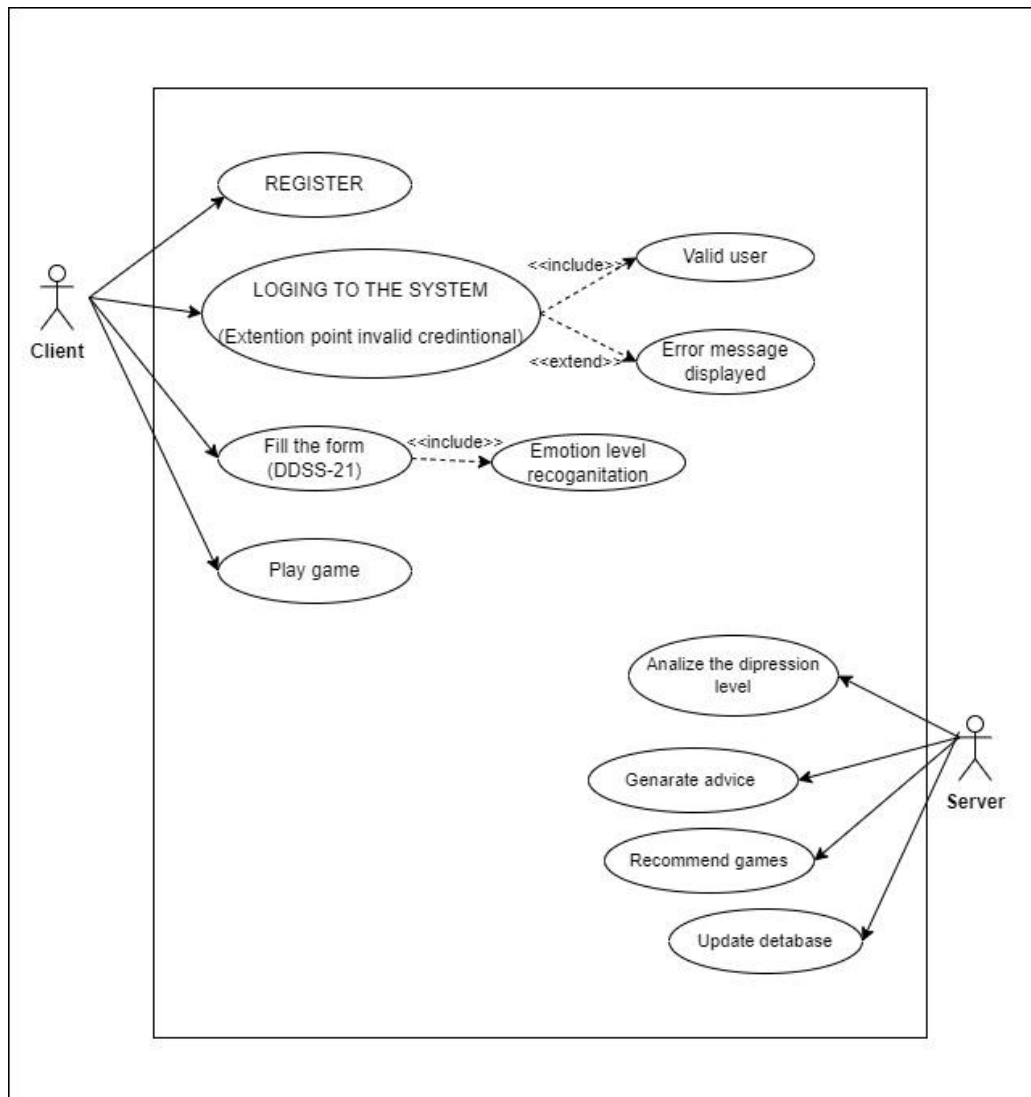 REGISTER
Valid user
<<include>>
LOGING TO THE SYSTEM
(Extention point invalid credintional)
Client
<<extend>>
Error message
displayed
Fill the form
(DDSS-21)
<<include>>
Emotion level
recoganitation
Play game
Analize the dipression
level
Genarate advice
Server
Recommend games
Update detabase